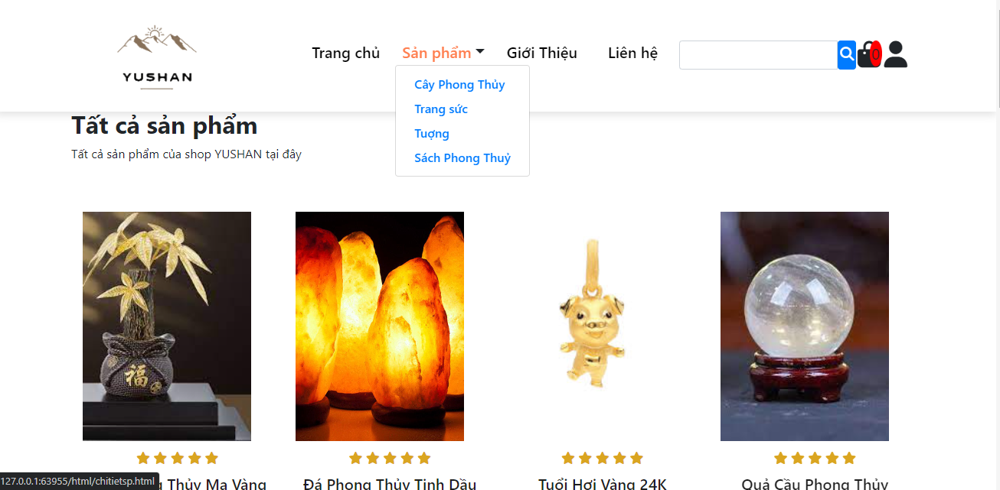 YUSHAN
Trang chủ
Sản phẩm
Giới Thiệu
Liên hệ
0
Cây Phong Thủy
Trang sức
Tượng
Sách Phong Thuỷ
Tất cả sản phẩm
Tất cả sản phẩm của shop YUSHAN tại đây
福
Thủy Mạ Vàng
Đá Phong Thủy Tinh Dầu
Tuổi Hợi Vàng 24K
Quả Cầu Phong Thủy
127.0.0.1:63955/html/chitietsp.html